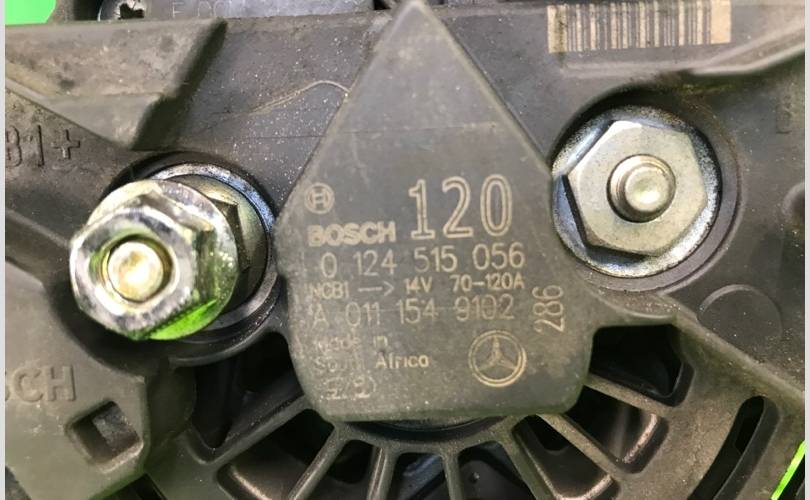 B1+
120
BOSCH
0 124 515 056
NCB1 --> 14V 70-120A
A 011 154 9102
286
Made in
South Africa